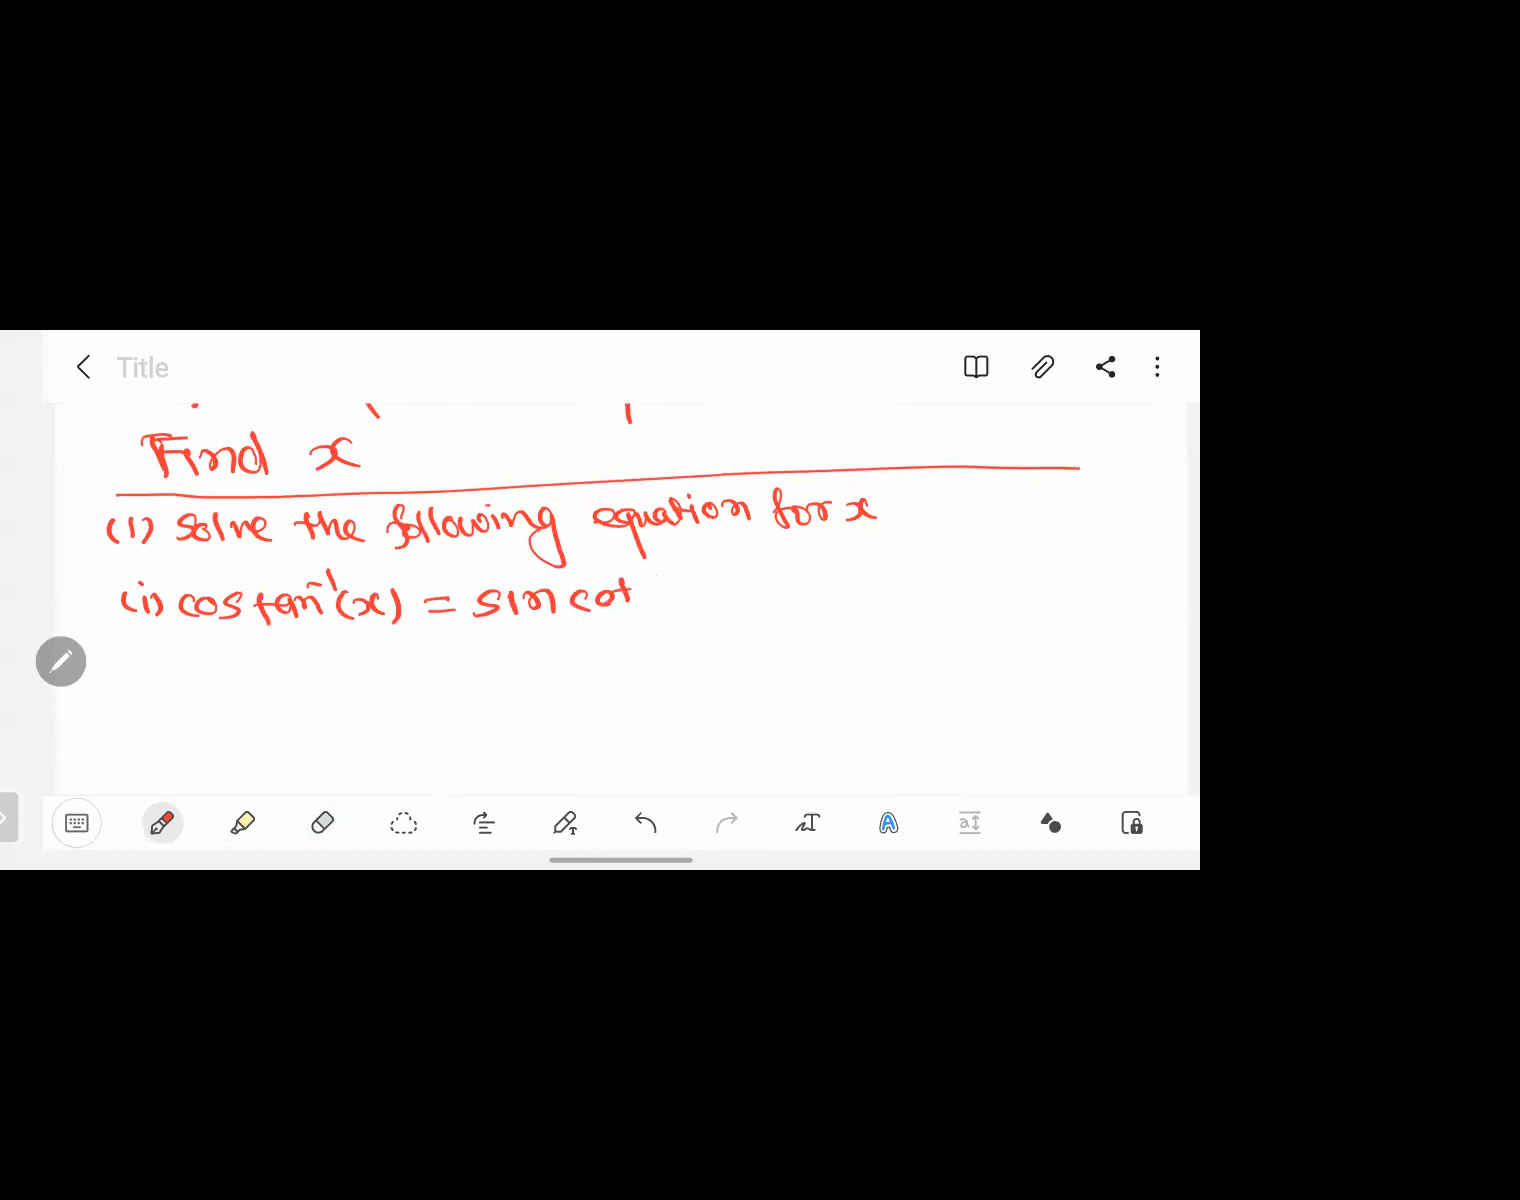 Title
Find x
(1) Solve the following equation for x
(i) cos tan⁻¹(x) = sin cot